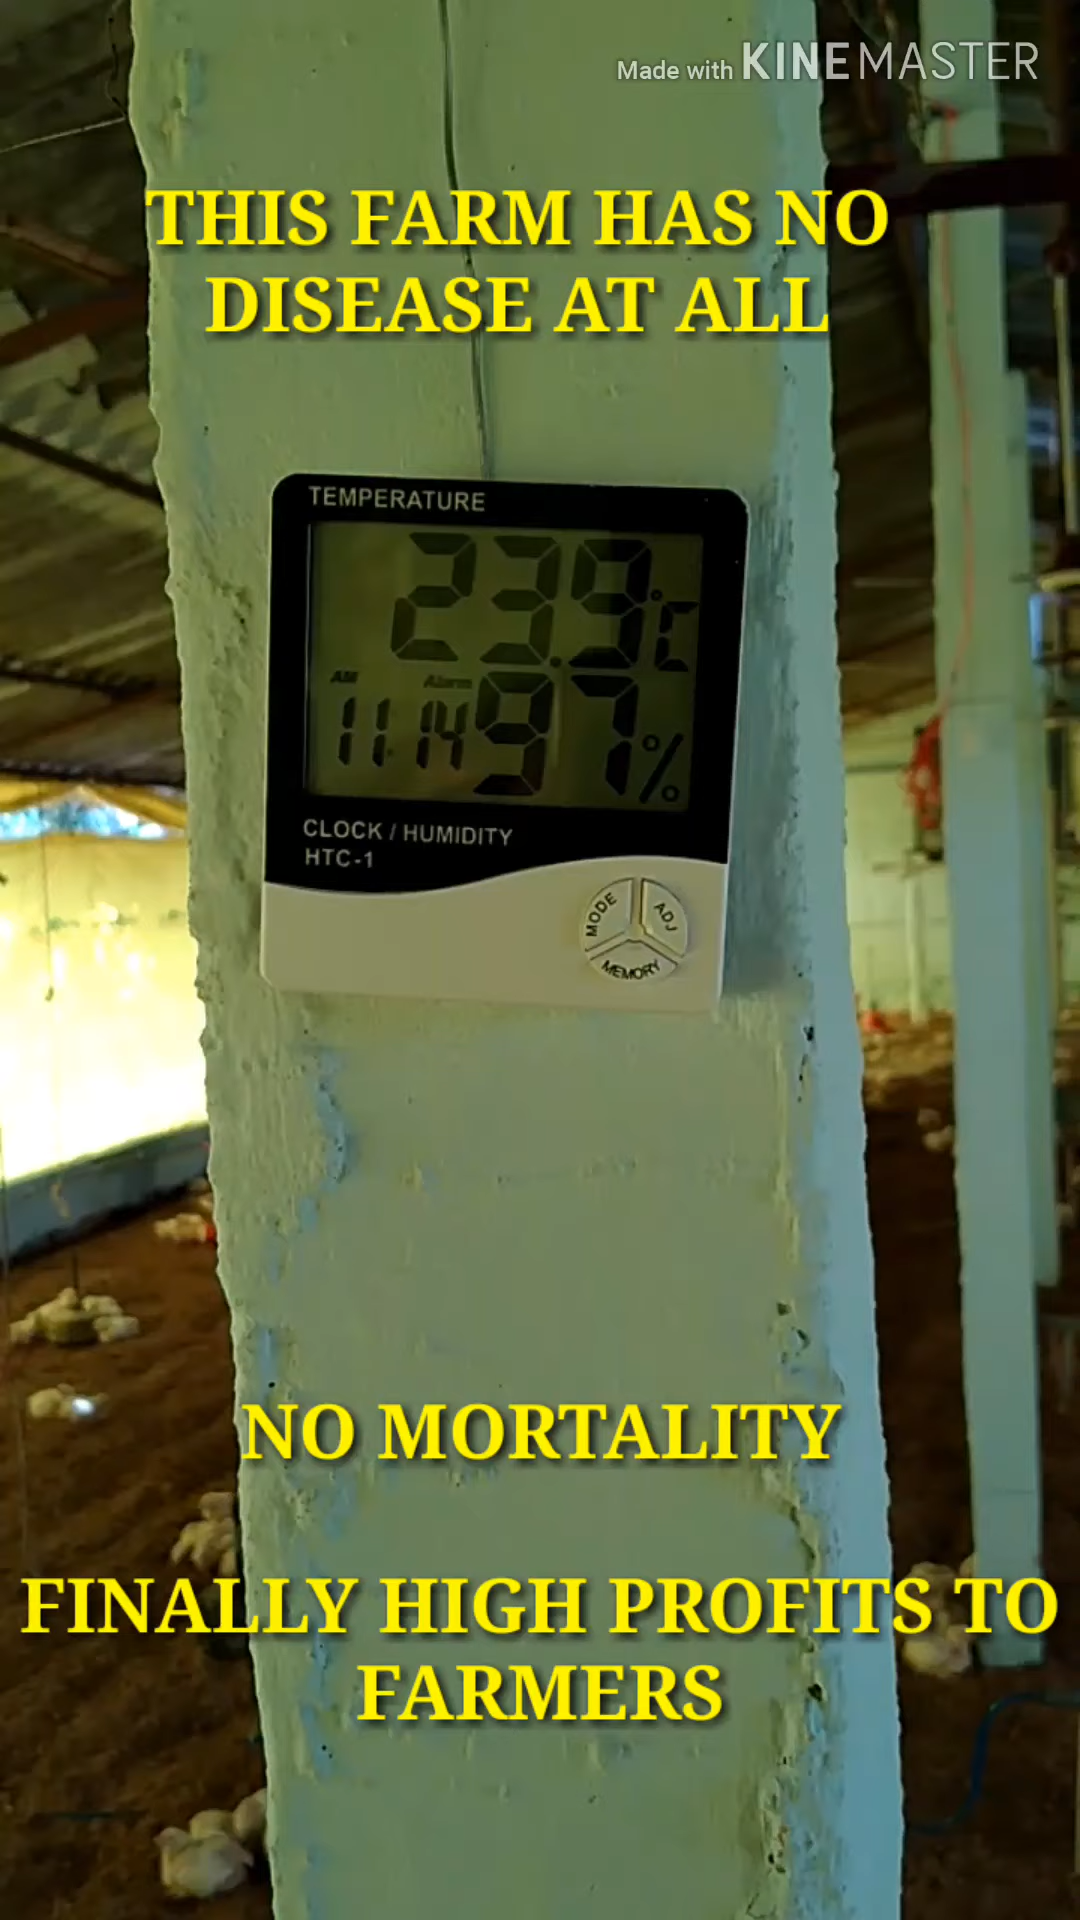 Made with KINEMASTER
THIS FARM HAS NO
DISEASE AT ALL
TEMPERATURE
23.9°C
AM Alarm
11:14 97%
CLOCK / HUMIDITY
HTC-1
MODE ADJ
MEMORY
NO MORTALITY
FINALLY HIGH PROFITS TO
FARMERS